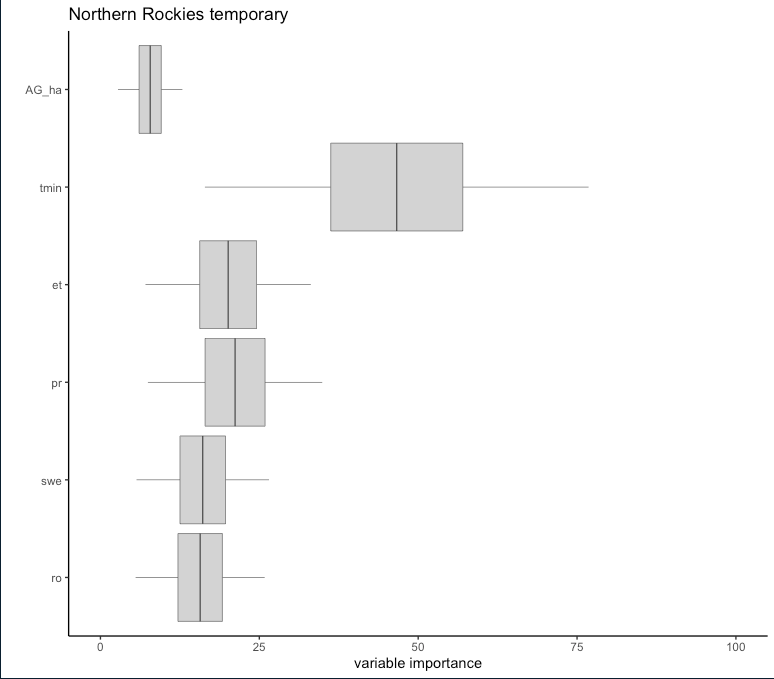 Northern Rockies temporary
AG_ha
tmin
et
pr
swe
ro
0 25 50 75 100
variable importance